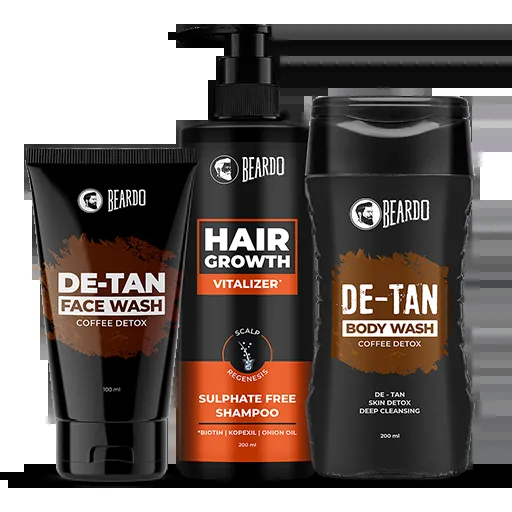 BEARDO
DE-TAN
FACE WASH
COFFEE DETOX
100 ml
BEARDO
HAIR
GROWTH
VITALIZER*
SCALP
REGENESIS
SULPHATE FREE
SHAMPOO
*BIOTIN | KOPEXIL | ONION OIL
200 ml
BEARDO
DE-TAN
BODY WASH
COFFEE DETOX
DE - TAN
SKIN DETOX
DEEP CLEANSING
200 ml